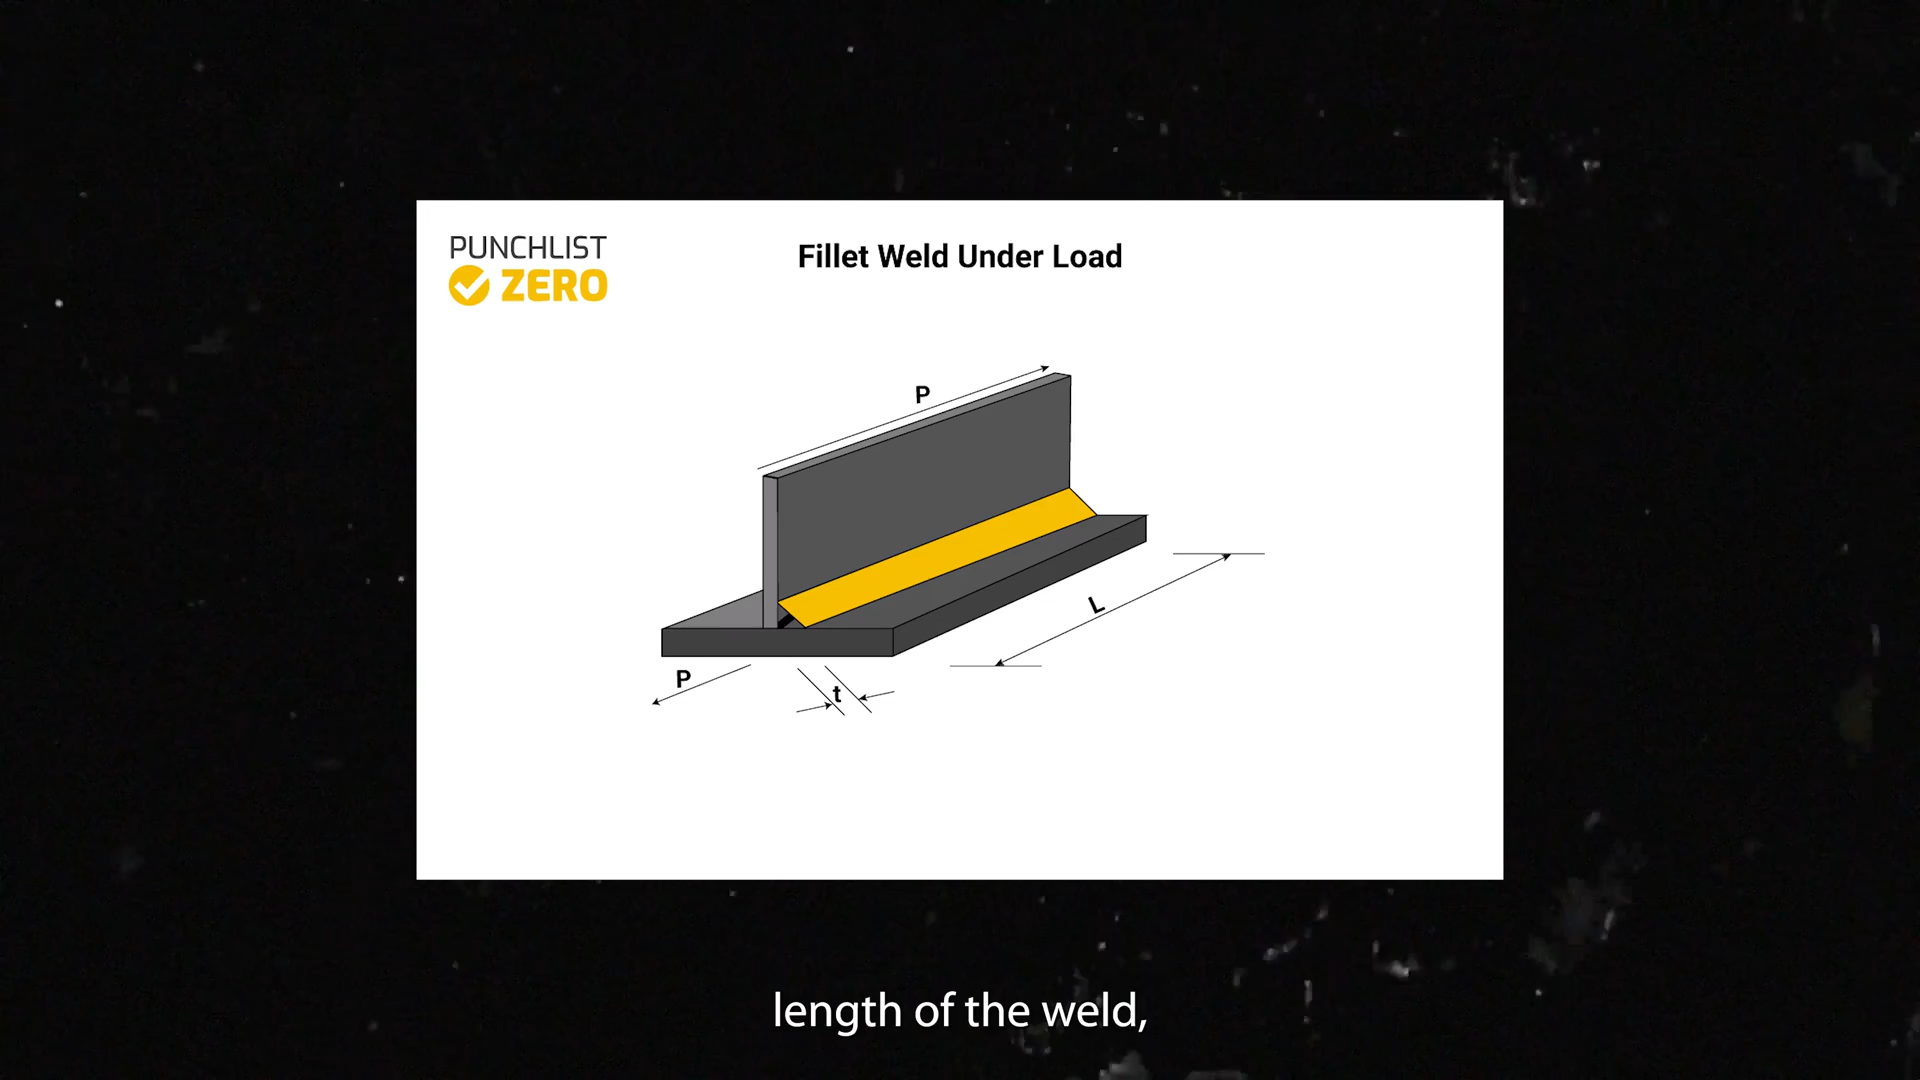 PUNCHLIST
ZERO
Fillet Weld Under Load
P
L
P
t
length of the weld,